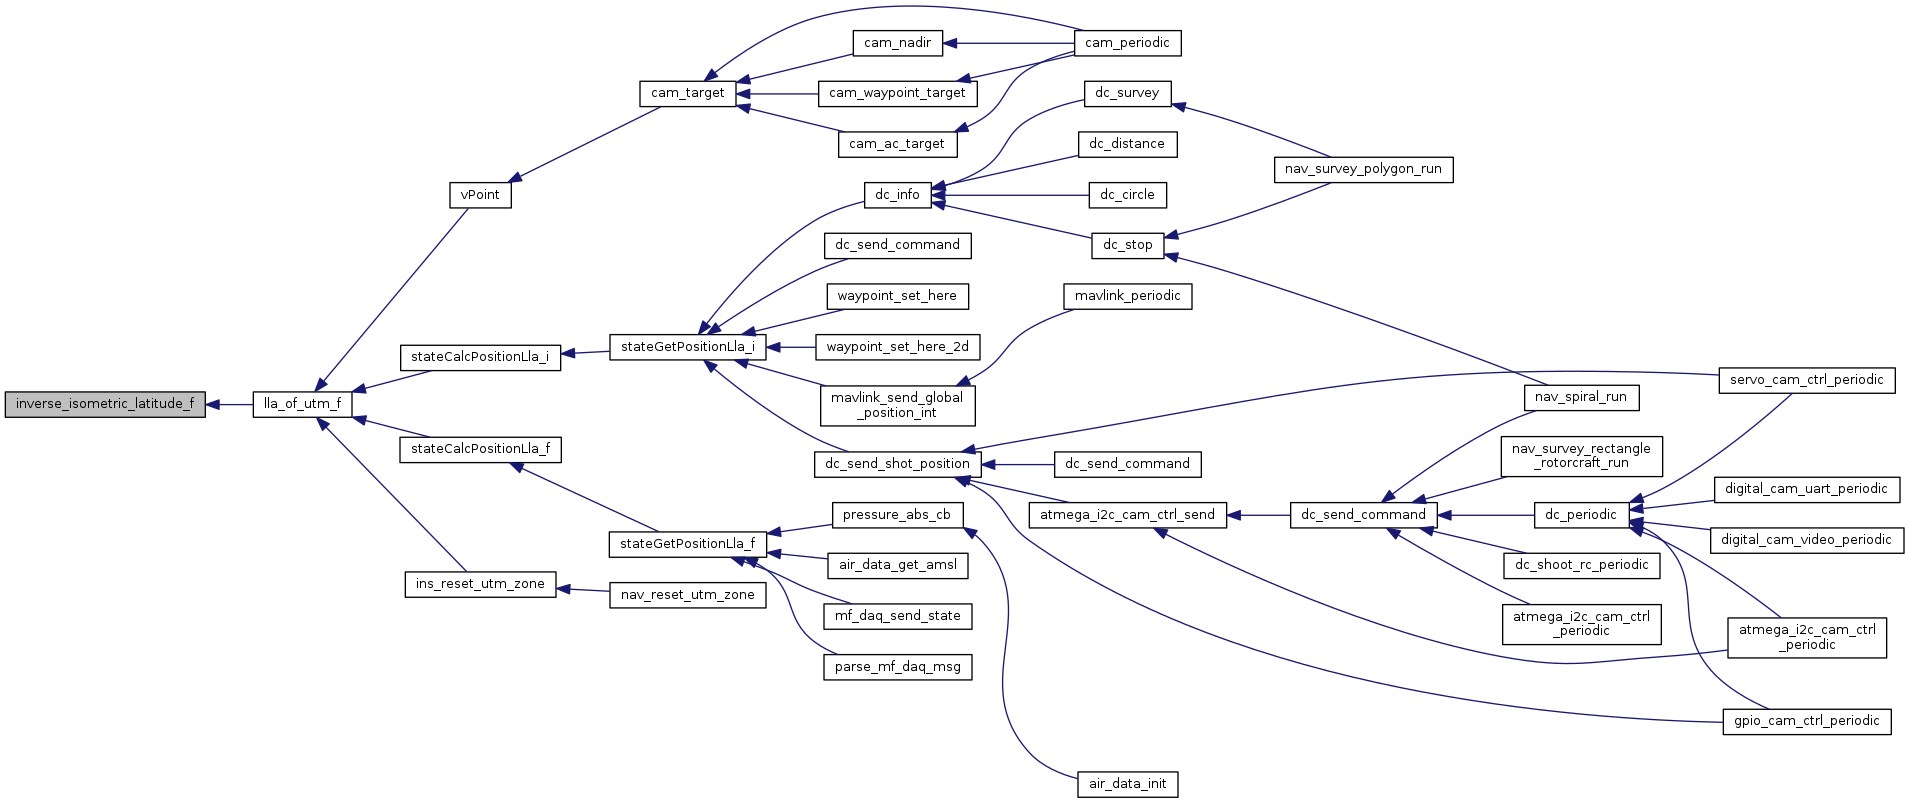 inverse_isometric_latitude_f
lla_of_utm_f
vPoint
stateCalcPositionLla_i
stateCalcPositionLla_f
ins_reset_utm_zone
cam_target
stateGetPositionLla_i
stateGetPositionLla_f
nav_reset_utm_zone
cam_nadir
cam_waypoint_target
cam_ac_target
dc_info
dc_send_command
waypoint_set_here
waypoint_set_here_2d
mavlink_send_global
_position_int
dc_send_shot_position
pressure_abs_cb
air_data_get_amsl
mf_daq_send_state
parse_mf_daq_msg
cam_periodic
dc_survey
dc_distance
dc_circle
dc_stop
mavlink_periodic
dc_send_command
atmega_i2c_cam_ctrl_send
air_data_init
nav_survey_polygon_run
dc_send_command
nav_spiral_run
nav_survey_rectangle
_rotorcraft_run
dc_periodic
dc_shoot_rc_periodic
atmega_i2c_cam_ctrl
_periodic
servo_cam_ctrl_periodic
digital_cam_uart_periodic
digital_cam_video_periodic
atmega_i2c_cam_ctrl
_periodic
gpio_cam_ctrl_periodic